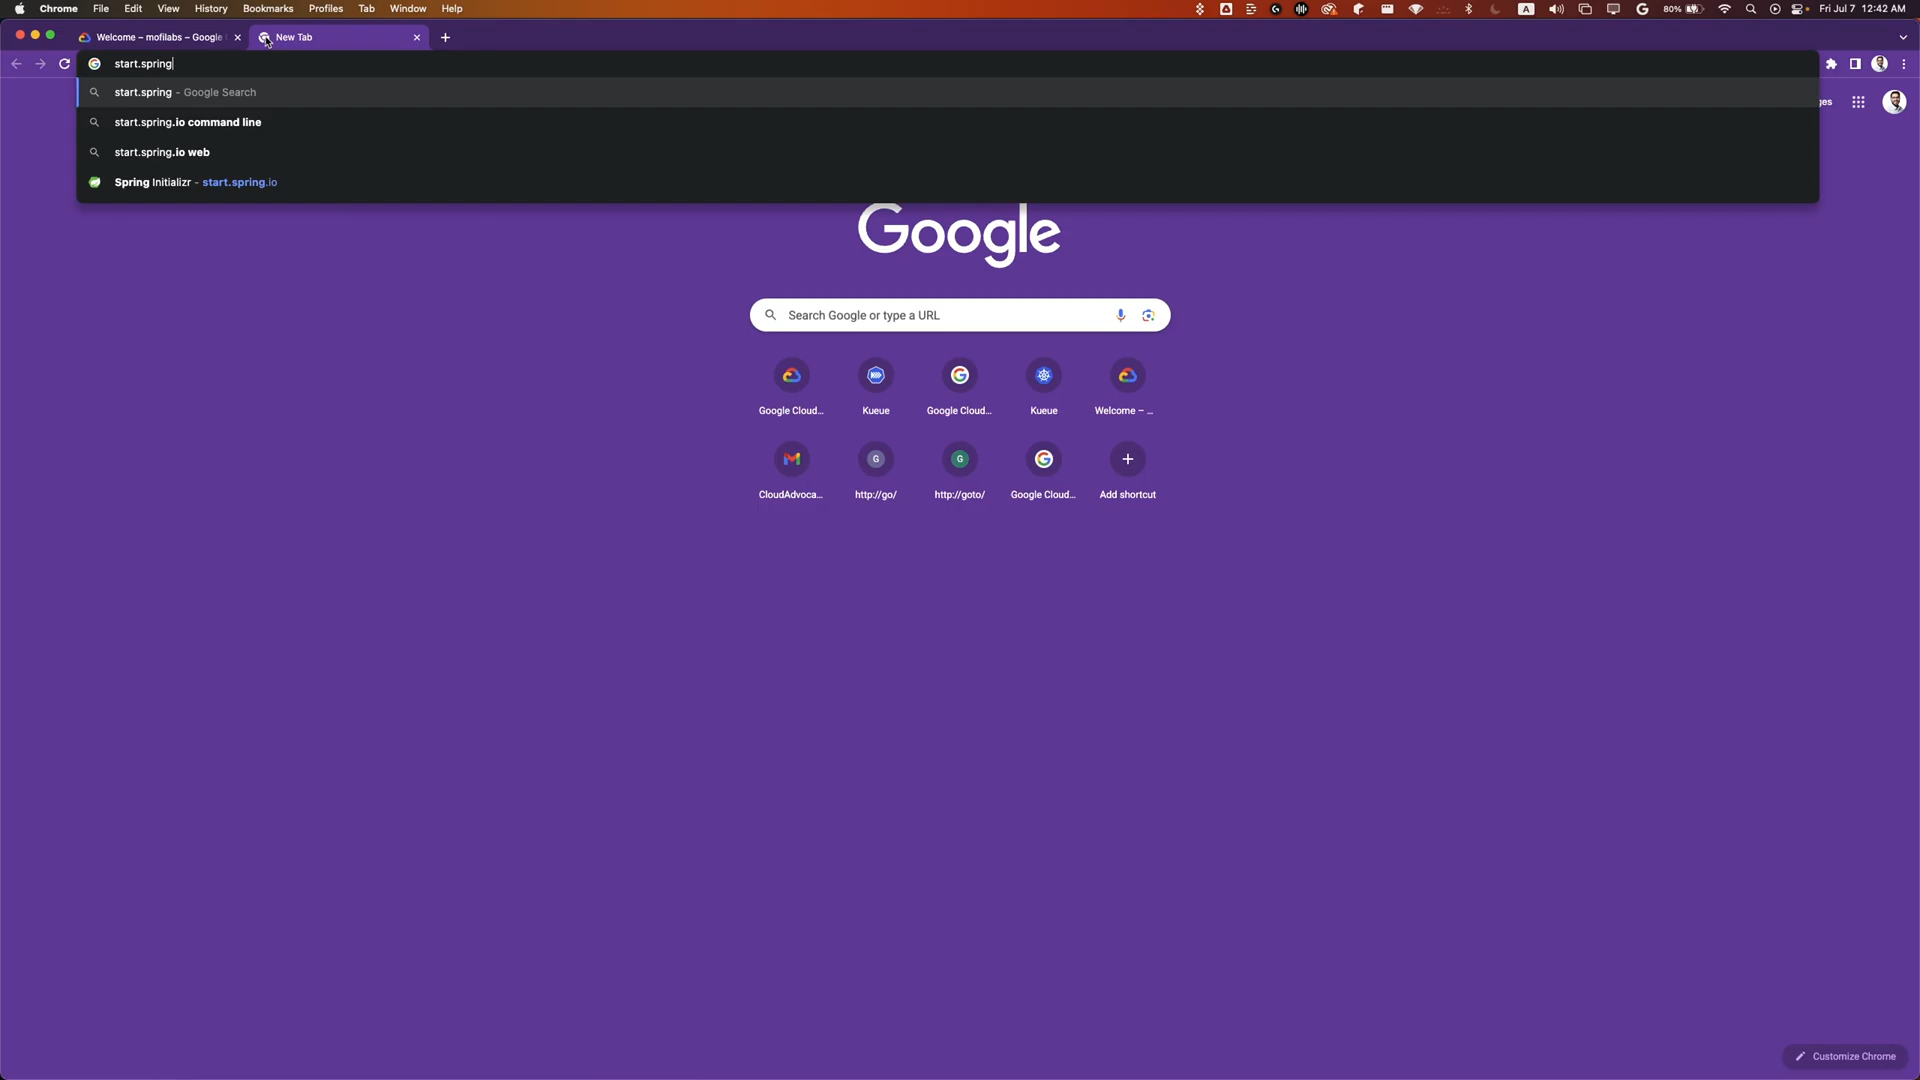 Chrome File Edit View History Bookmarks Profiles Tab Window Help
A 80% Fri Jul 7 12:42 AM
Welcome – mofilabs – Google New Tab
start.spring
start.spring - Google Search
start.spring.io command line
start.spring.io web
Spring Initializr - start.spring.io
ges
Google
Search Google or type a URL
Google Cloud... Kueue Google Cloud... Kueue Welcome – ...
G G
CloudAdvoca... http://go/ http://goto/ Google Cloud... Add shortcut
Customize Chrome